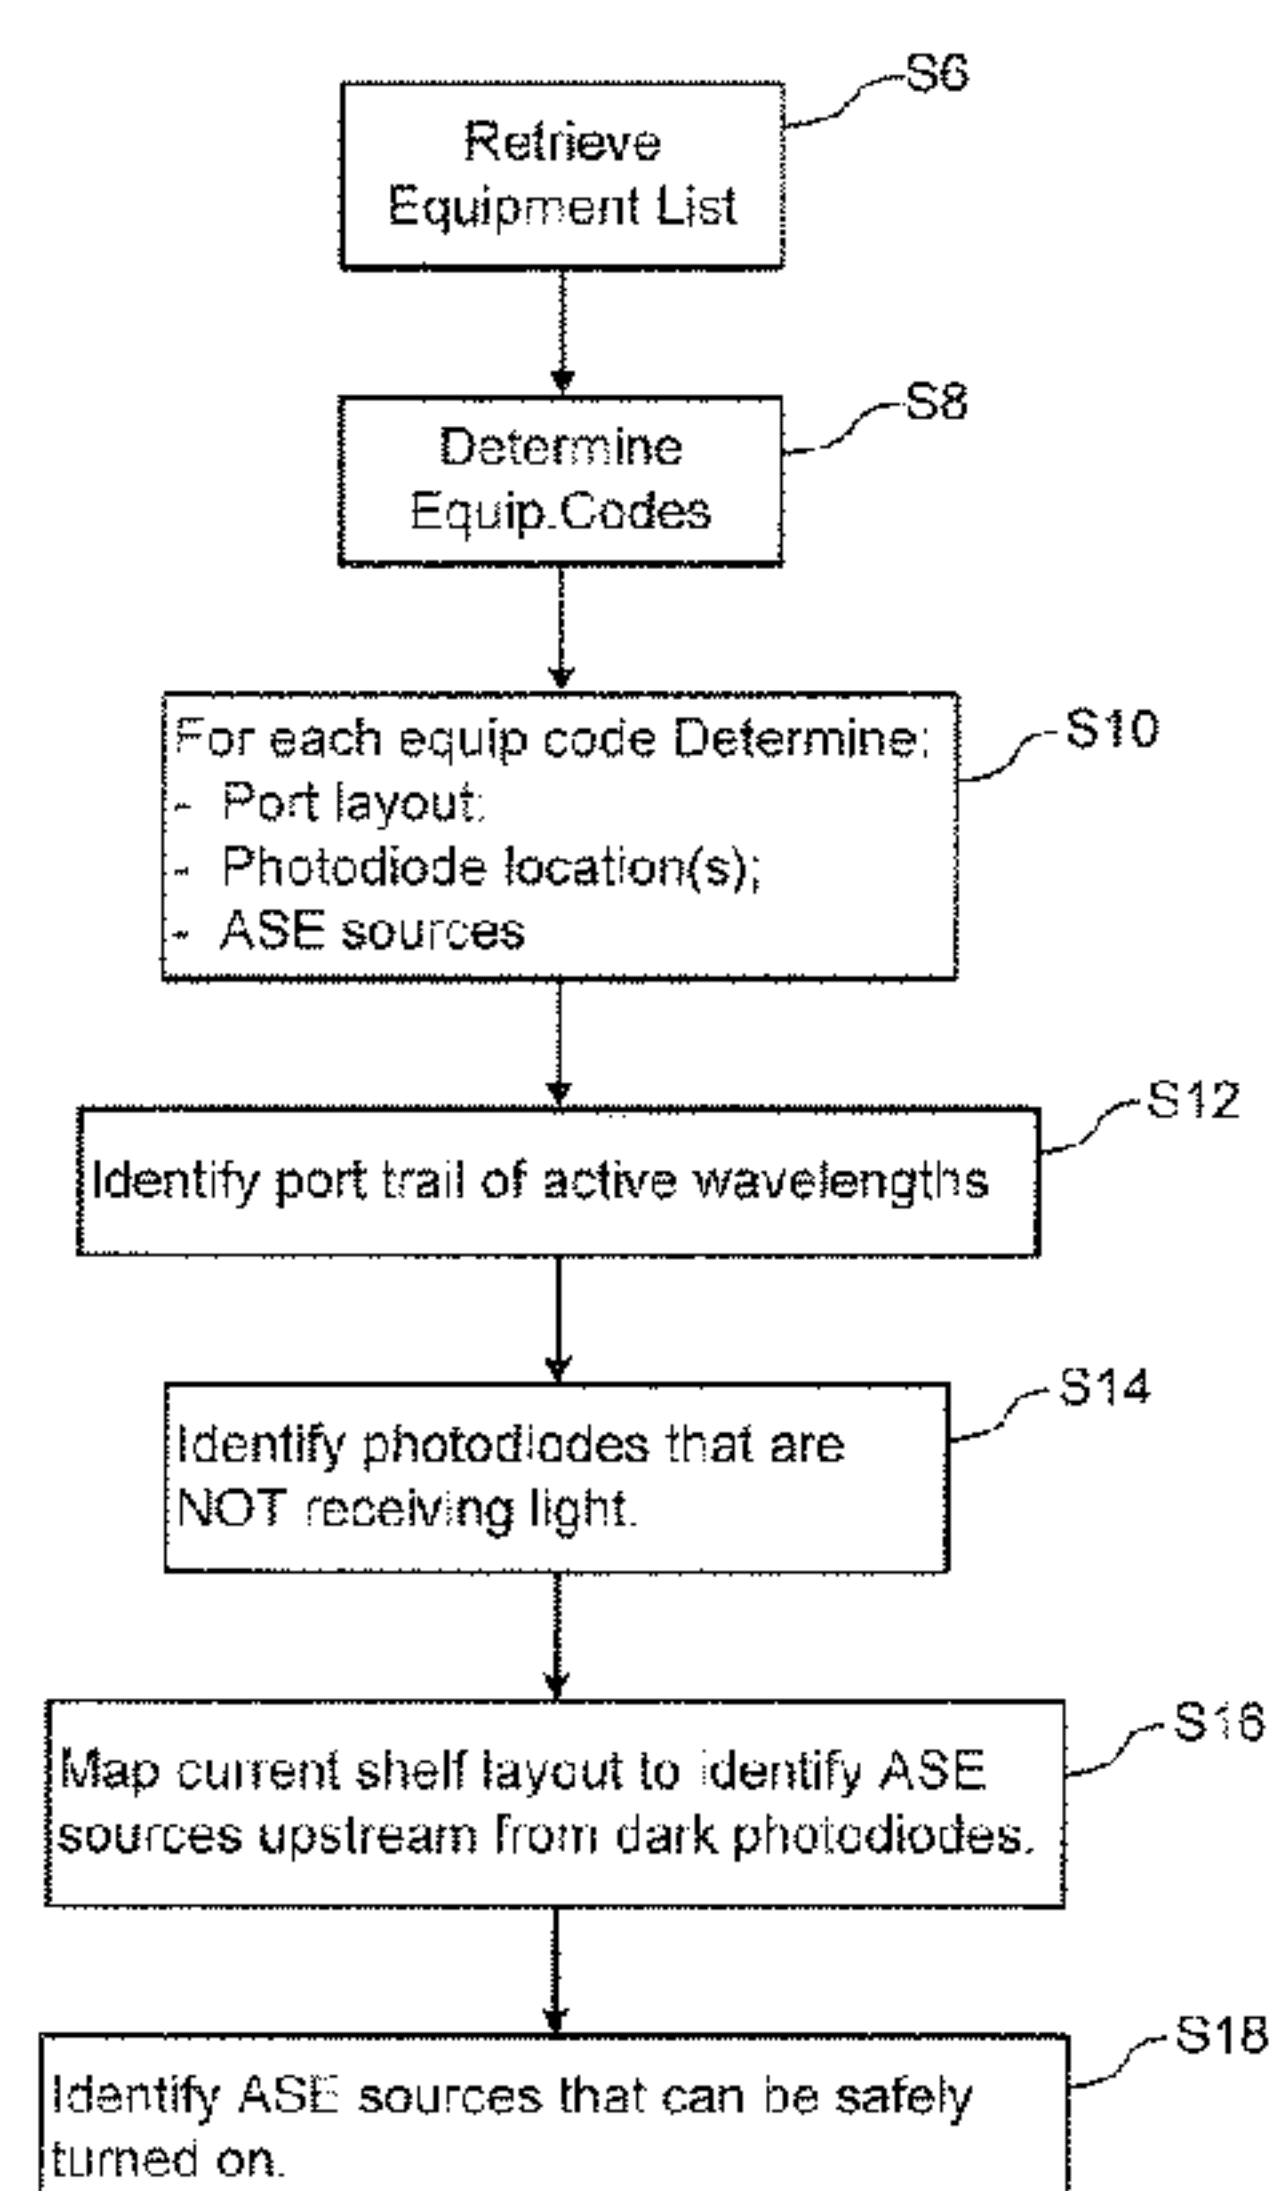 S6
Retrieve
Equipment List
S8
Determine
Equip.Codes
S10
For each equip code Determine:
- Port layout;
- Photodiode location(s);
- ASE sources
S12
Identify port trail of active wavelengths
S14
Identify photodiodes that are
NOT receiving light.
S16
Map current shelf layout to identify ASE
sources upstream from dark photodiodes.
S18
Identify ASE sources that can be safely
turned on.